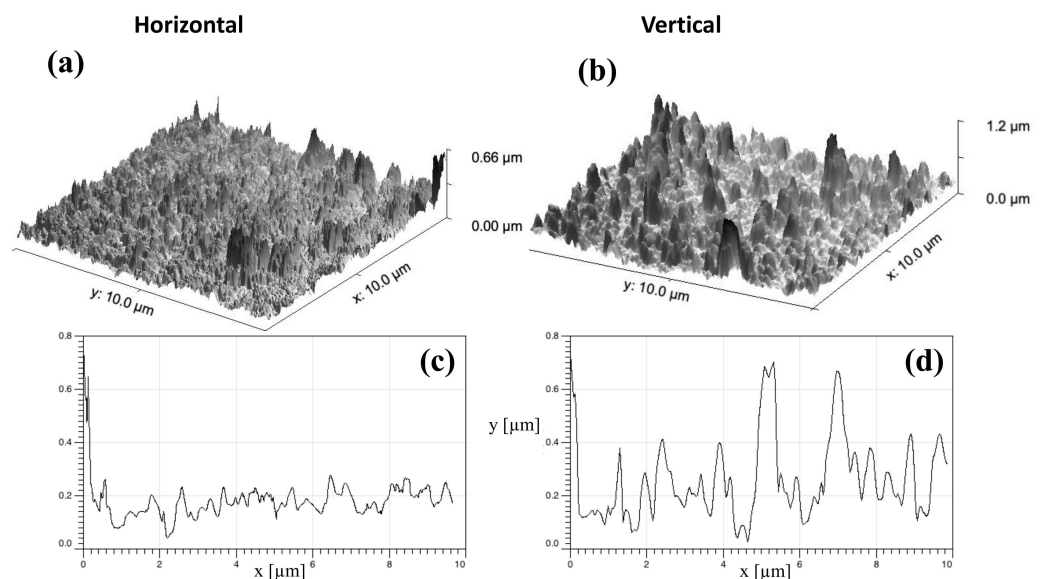 Horizontal
Vertical
(a)
(b)
0.66 µm
0.00 µm
x: 10.0 µm
y: 10.0 µm
1.2 µm
0.0 µm
x: 10.0 µm
y: 10.0 µm
(c)
0.8
0.6
0.4
0.2
0.0
0 2 4 6 8 10
x [µm]
(d)
y [µm]
0.8
0.6
0.4
0.2
0.0
0 2 4 6 8 10
x [µm]